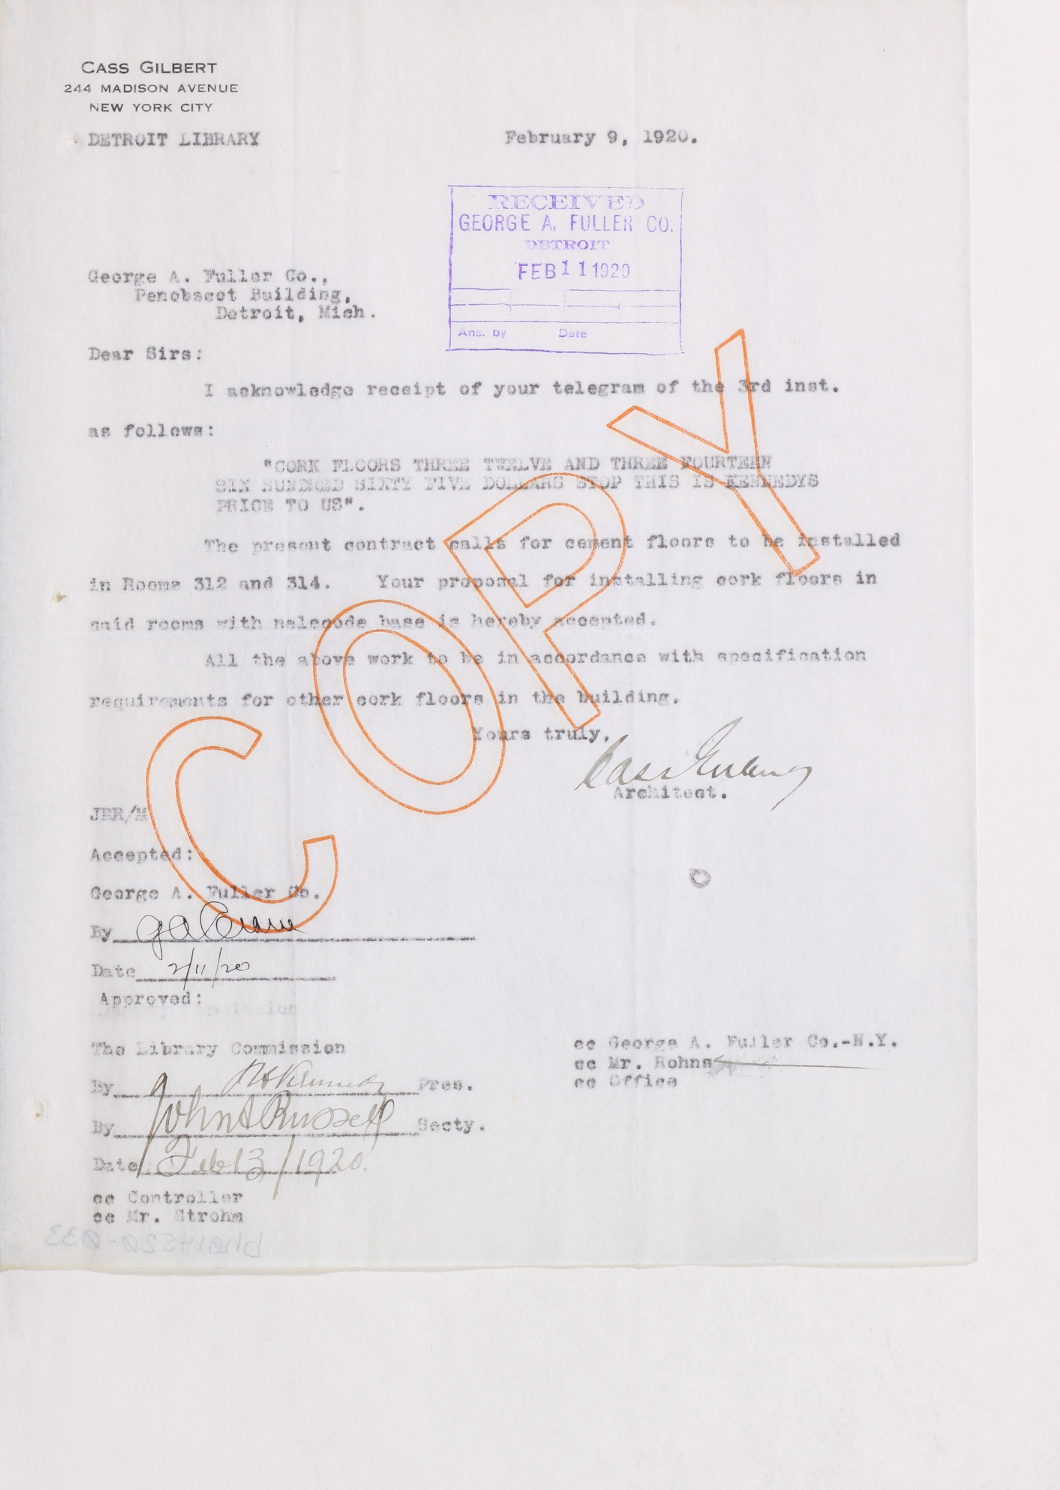 CASS GILBERT
244 MADISON AVENUE
NEW YORK CITY
DETROIT LIBRARY
February 9, 1920.
RECEIVED
GEORGE A. FULLER CO.
DETROIT
FEB 11 1920
Ans. by Date
George A. Fuller Co.,
Penobscot Building,
Detroit, Mich.
Dear Sirs:
I acknowledge receipt of your telegram of the 3rd inst.
as follows:
"CORK FLOORS THREE TWELVE AND THREE FOURTEEN
SIX HUNDRED SIXTY FIVE DOLLARS STOP THIS IS KENNEDYS
PRICE TO US".
The present contract calls for cement floors to be installed
in Rooms 312 and 314. Your proposal for installing cork floors in
said rooms with nalecode base is hereby accepted.
All the above work to be in accordance with specification
requirements for other cork floors in the building.
Yours truly,
Cass Gilbert
Architect.
JRR/M
Accepted:
George A. Fuller Co.
By
Date 2/11/20
Approved:
The Library Commission
By Pres.
By John S Russell Secty.
Date Feb 13/1920.
cc Controller
cc Mr. Strohm
cc George A. Fuller Co.-N.Y.
cc Mr. Rohns
cc Office
COPY
bh014520-033